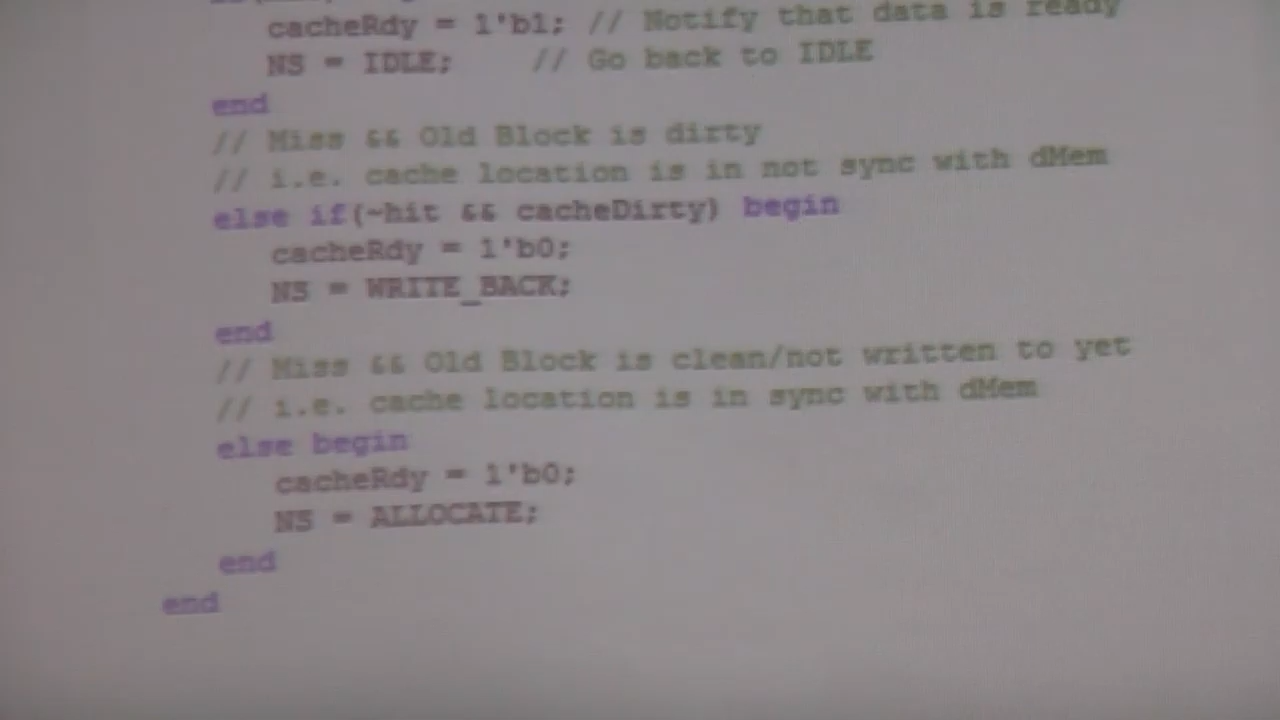 cacheRdy = 1'b1; // Notify that data is ready
NS = IDLE; // Go back to IDLE
end
// Miss && Old Block is dirty
// i.e. cache location is in not sync with dMem
else if(~hit && cacheDirty) begin
cacheRdy = 1'b0;
NS = WRITE_BACK;
end
// Miss && Old Block is clean/not written to yet
// i.e. cache location is in sync with dMem
else begin
cacheRdy = 1'b0;
NS = ALLOCATE;
end
end